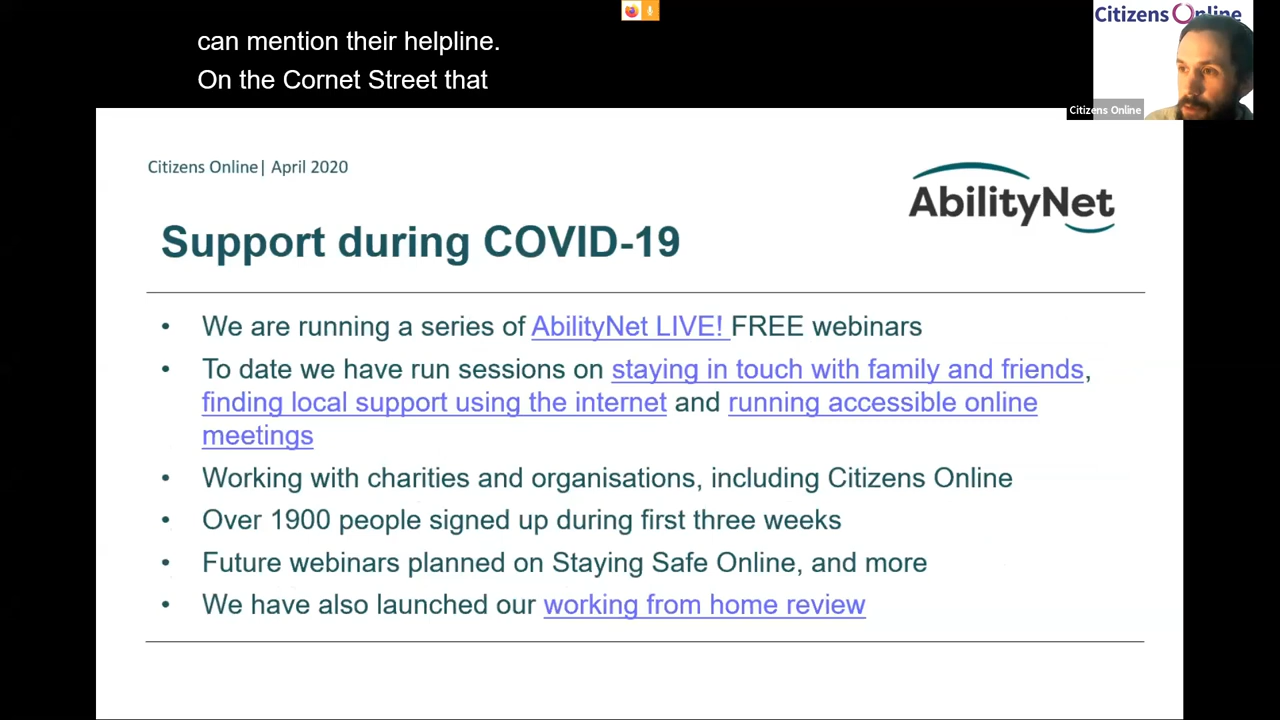 can mention their helpline.
On the Cornet Street that
Citizens Online
Citizens Online
Citizens Online| April 2020
AbilityNet
Support during COVID-19
• We are running a series of AbilityNet LIVE! FREE webinars
• To date we have run sessions on staying in touch with family and friends,
finding local support using the internet and running accessible online
meetings
• Working with charities and organisations, including Citizens Online
• Over 1900 people signed up during first three weeks
• Future webinars planned on Staying Safe Online, and more
• We have also launched our working from home review